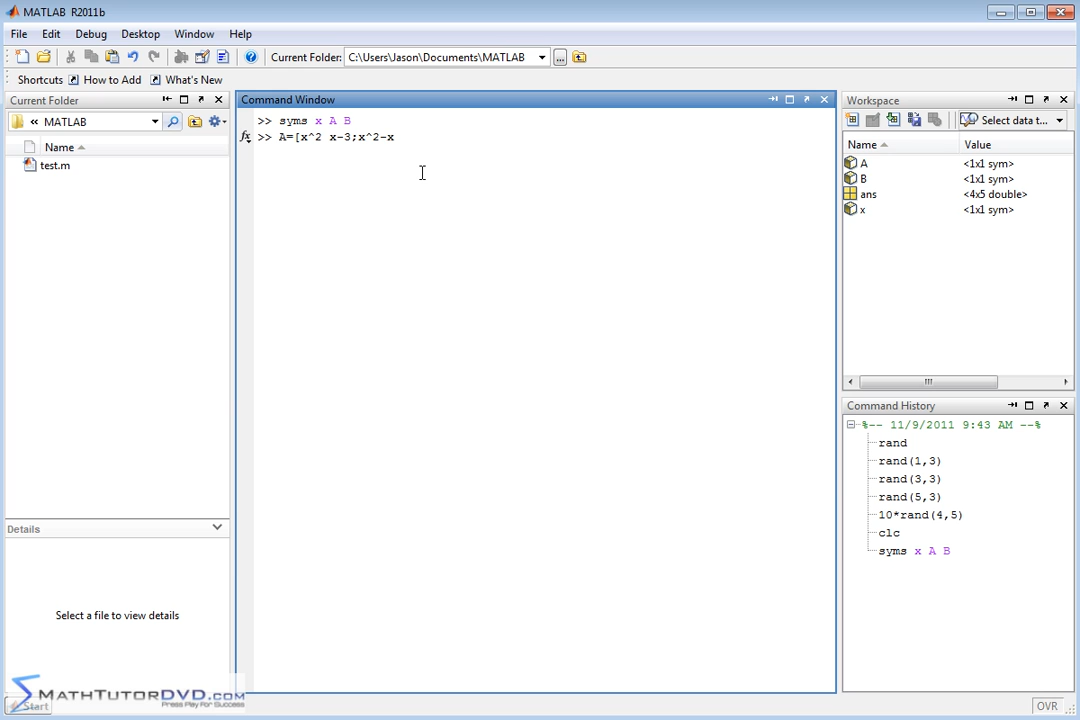 MATLAB R2011b
File Edit Debug Desktop Window Help
Current Folder: C:\Users\Jason\Documents\MATLAB ...
Shortcuts How to Add What's New
Current Folder
« MATLAB
Name
test.m
Details
Select a file to view details
Command Window
>> syms x A B
fx >> A=[x^2 x-3;x^2-x
Workspace
Select data t...
Name Value
A <1x1 sym>
B <1x1 sym>
ans <4x5 double>
x <1x1 sym>
Command History
%-- 11/9/2011 9:43 AM --%
rand
rand(1,3)
rand(3,3)
rand(5,3)
10*rand(4,5)
clc
syms x A B
MATHTUTORDVD.COM
Press Play For Success
Start
OVR